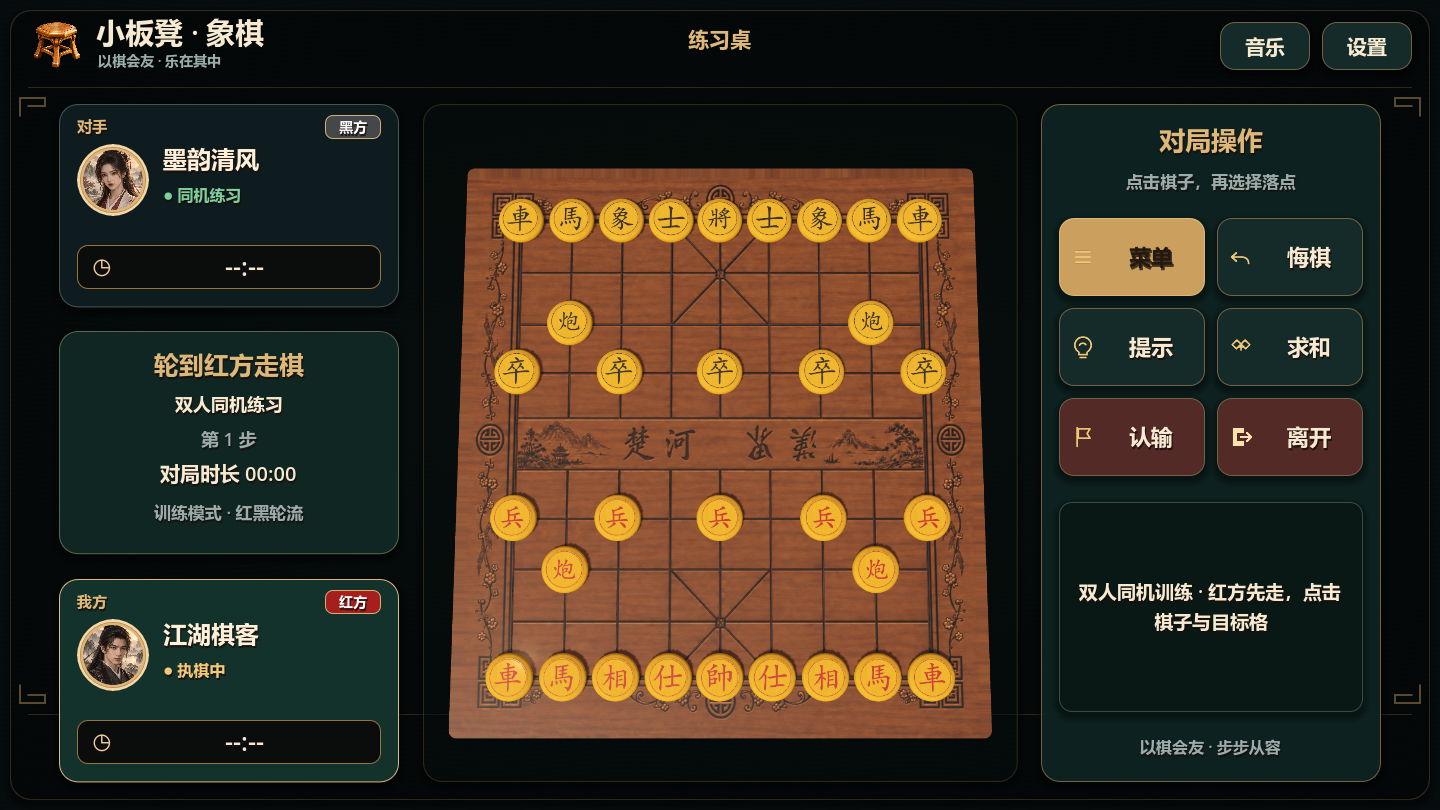 小板凳 · 象棋
以棋会友 · 乐在其中
练习桌
音乐
设置
对手
黑方
墨韵清风
同机练习
--:--
轮到红方走棋
双人同机练习
第 1 步
对局时长 00:00
训练模式 · 红黑轮流
我方
红方
江湖棋客
执棋中
--:--
車 馬 象 士 將 士 象 馬 車
炮 炮
卒 卒 卒 卒 卒
楚河 漢界
兵 兵 兵 兵 兵
炮 炮
車 馬 相 仕 帥 仕 相 馬 車
对局操作
点击棋子，再选择落点
菜单
悔棋
提示
求和
认输
离开
双人同机训练 · 红方先走，点击
棋子与目标格
以棋会友 · 步步从容